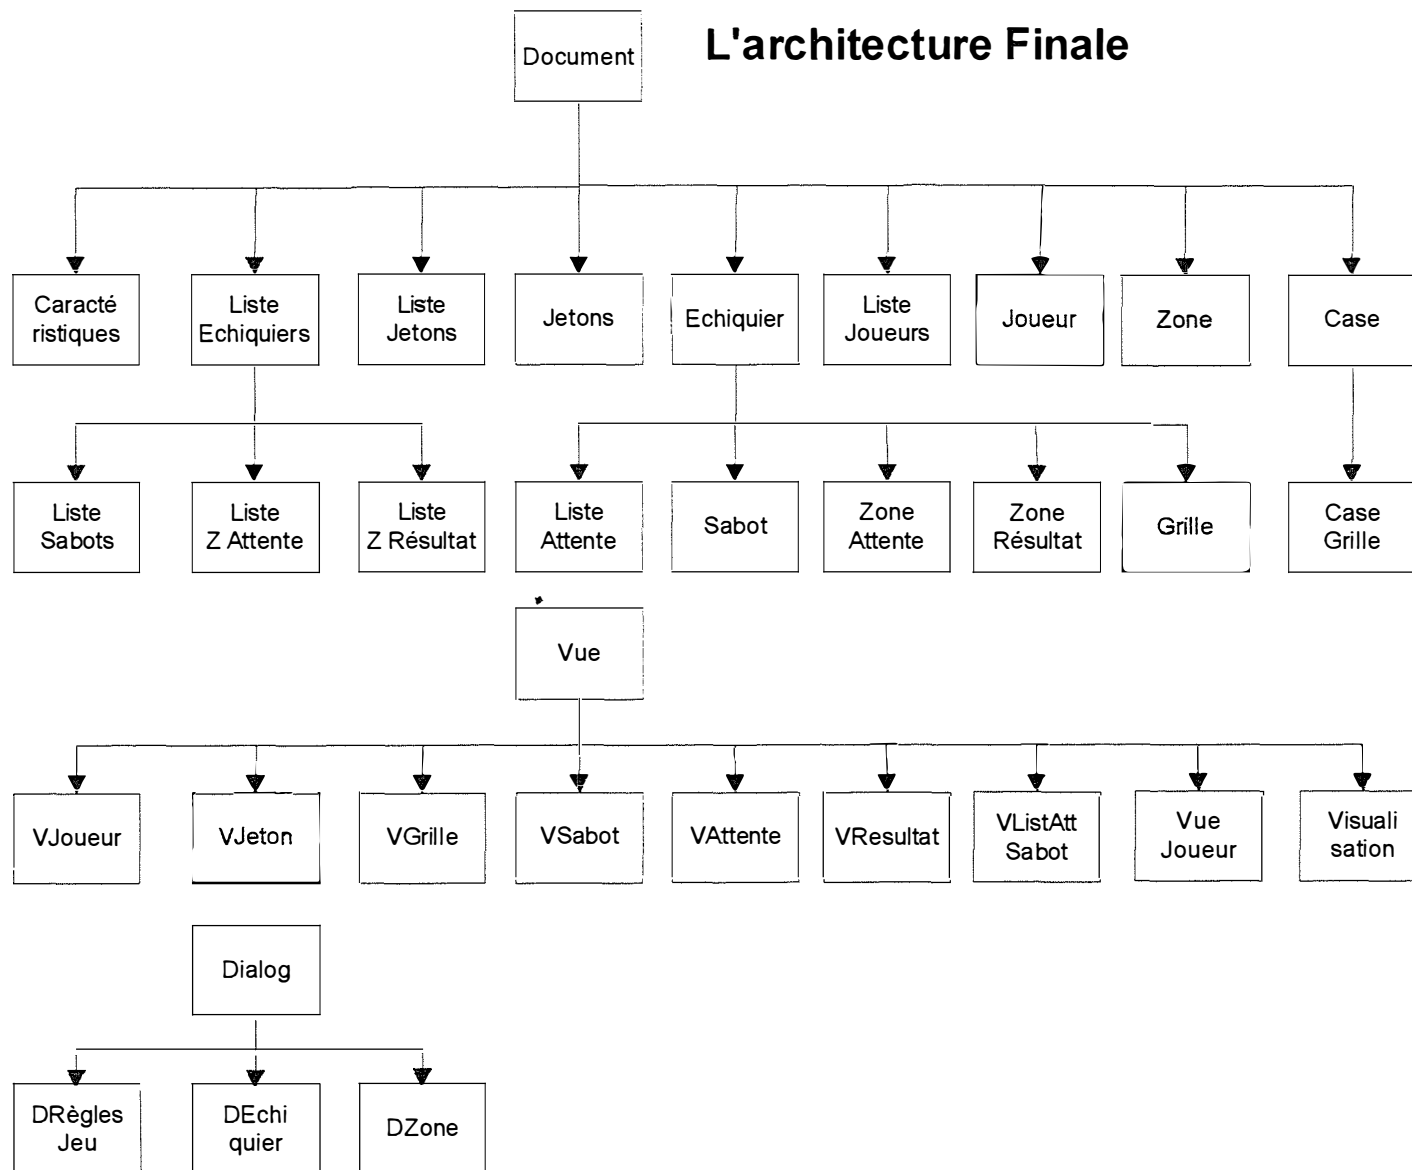 Document
L'architecture Finale
Caracté
ristiques
Liste
Echiquiers
Liste
Jetons
Jetons
Echiquier
Liste
Joueurs
Joueur
Zone
Case
Liste
Sabots
Liste
Z Attente
Liste
Z Résultat
Liste
Attente
Sabot
Zone
Attente
Zone
Résultat
Grille
Case
Grille
Vue
VJoueur
VJeton
VGrille
VSabot
VAttente
VResultat
VListAtt
Sabot
Vue
Joueur
Visuali
sation
Dialog
DRègles
Jeu
DEchi
quier
DZone